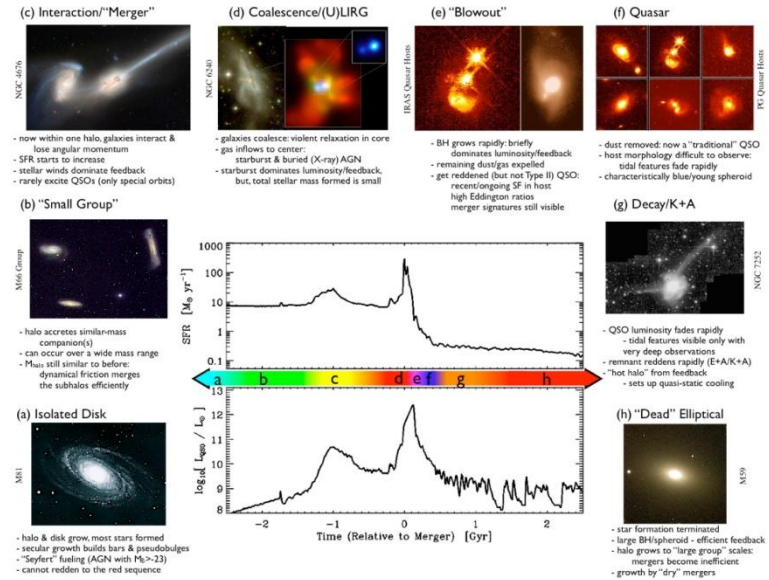 (c) Interaction/“Merger”
(d) Coalescence/(U)LIRG
(e) “Blowout”
(f) Quasar
NGC 4676
NGC 6240
IRAS Quasar Hosts
PG Quasar Hosts
- now within one halo, galaxies interact &
lose angular momentum
- SFR starts to increase
- stellar winds dominate feedback
- rarely excite QSOs (only special orbits)
- galaxies coalesce: violent relaxation in core
- gas inflows to center:
starburst & buried (X-ray) AGN
- starburst dominates luminosity/feedback,
but, total stellar mass formed is small
- BH grows rapidly: briefly
dominates luminosity/feedback
- remaining dust/gas expelled
- get reddened (but not Type II) QSO:
recent/ongoing SF in host
high Eddington ratios
merger signatures still visible
- dust removed: now a “traditional” QSO
- host morphology difficult to observe:
tidal features fade rapidly
- characteristically blue/young spheroid
(b) “Small Group”
M66 Group
- halo accretes similar-mass
companion(s)
- can occur over a wide mass range
- Mhalo still similar to before:
dynamical friction merges
the subhalos efficiently
(a) Isolated Disk
M81
- halo & disk grow, most stars formed
- secular growth builds bars & pseudobulges
- “Seyfert” fueling (AGN with MB>-23)
- cannot redden to the red sequence
1000
100
10
1
0.1
SFR [M⊙ yr⁻¹]
a b c d e f g h
13
12
11
10
9
8
log₁₀[ LQSO / L⊙ ]
-2 -1 0 1 2
Time (Relative to Merger) [Gyr]
(g) Decay/K+A
NGC 7252
- QSO luminosity fades rapidly
- tidal features visible only with
very deep observations
- remnant reddens rapidly (E+A/K+A)
- “hot halo” from feedback
- sets up quasi-static cooling
(h) “Dead” Elliptical
M59
- star formation terminated
- large BH/spheroid - efficient feedback
- halo grows to “large group” scales:
mergers become inefficient
- growth by “dry” mergers